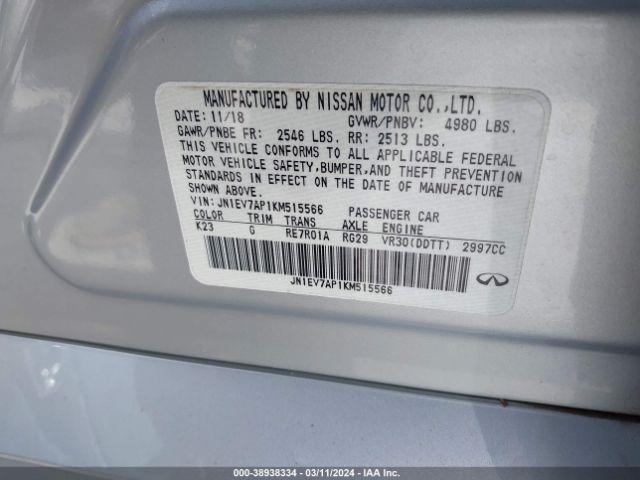 MANUFACTURED BY NISSAN MOTOR CO.,LTD.
DATE: 11/18 GVWR/PNBV: 4980 LBS.
GAWR/PNBE FR: 2546 LBS. RR: 2513 LBS.
THIS VEHICLE CONFORMS TO ALL APPLICABLE FEDERAL
MOTOR VEHICLE SAFETY,BUMPER,AND THEFT PREVENTION
STANDARDS IN EFFECT ON THE DATE OF MANUFACTURE
SHOWN ABOVE.
VIN: JN1EV7AP1KM515566 PASSENGER CAR
COLOR TRIM TRANS AXLE ENGINE
K23 G RE7R01A RG29 VR30(DDTT) 2997CC
JN1EV7AP1KM515566
000-38938334 - 03/11/2024 - IAA Inc.